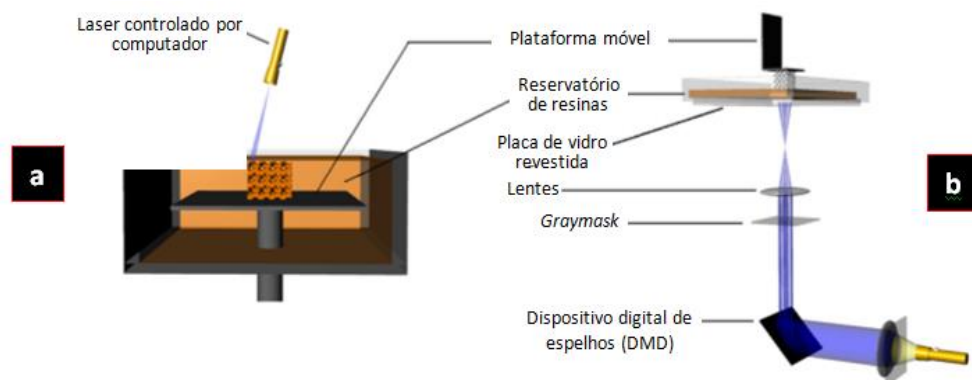 Laser controlado por
computador
Plataforma móvel
Reservatório
de resinas
Placa de vidro
revestida
a
Lentes
b
Graymask
Dispositivo digital de
espelhos (DMD)